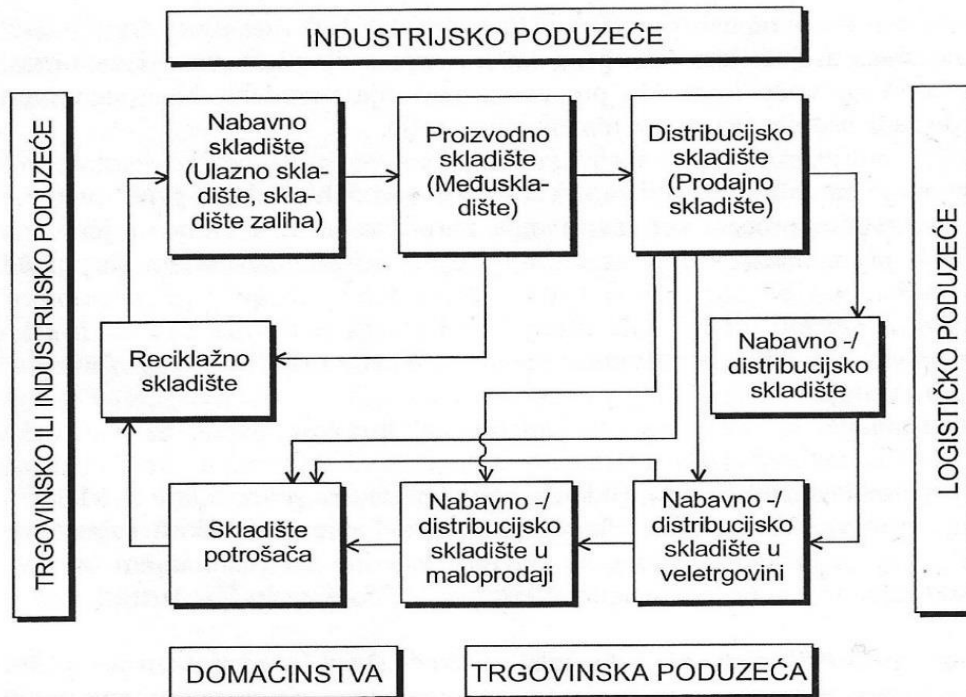 INDUSTRIJSKO PODUZEĆE
TRGOVINSKO ILI INDUSTRIJSKO PODUZEĆE
Nabavno
skladište
(Ulazno skla-
dište, skla-
dište zaliha)
Proizvodno
skladište
(Međuskla-
dište)
Distribucijsko
skladište
(Prodajno
skladište)
LOGISTIČKO PODUZEĆE
Reciklažno
skladište
Nabavno -/
distribucijsko
skladište
Skladište
potrošača
Nabavno -/
distribucijsko
skladište u
maloprodaji
Nabavno -/
distribucijsko
skladište u
veletrgovini
DOMAĆINSTVA
TRGOVINSKA PODUZEĆA